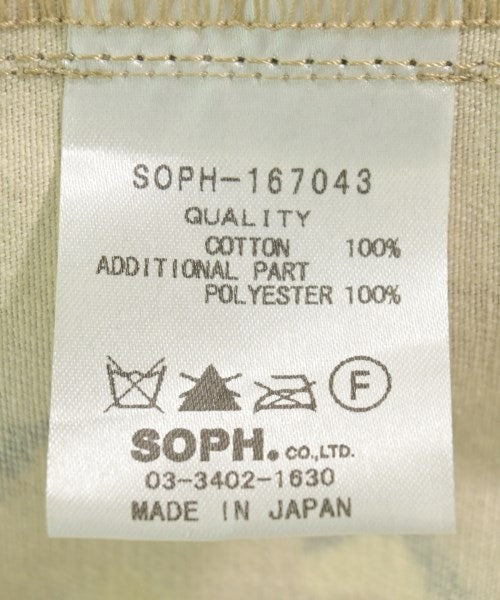 SOPH-167043
QUALITY
COTTON 100%
ADDITIONAL PART
POLYESTER 100%
F
SOPH. CO.,LTD.
03-3402-1630
MADE IN JAPAN